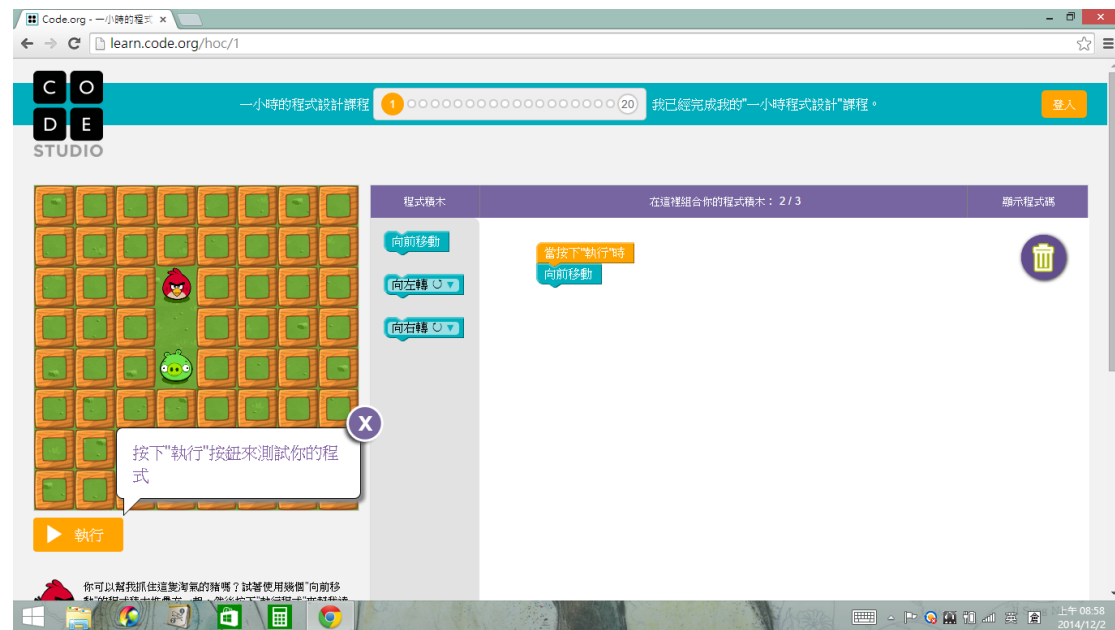 Code.org - 一小時的程式
learn.code.org/hoc/1
CODE
STUDIO
一小時的程式設計課程
1
20
我已經完成我的"一小時程式設計"課程。
登入
程式積木
在這裡組合你的程式積木： 2 / 3
顯示程式碼
向前移動
向左轉
向右轉
當按下"執行"時
向前移動
按下"執行"按鈕來測試你的程
式
X
執行
你可以幫我抓住這隻淘氣的豬嗎？試著使用幾個"向前移
英
上午 08:58
2014/12/2